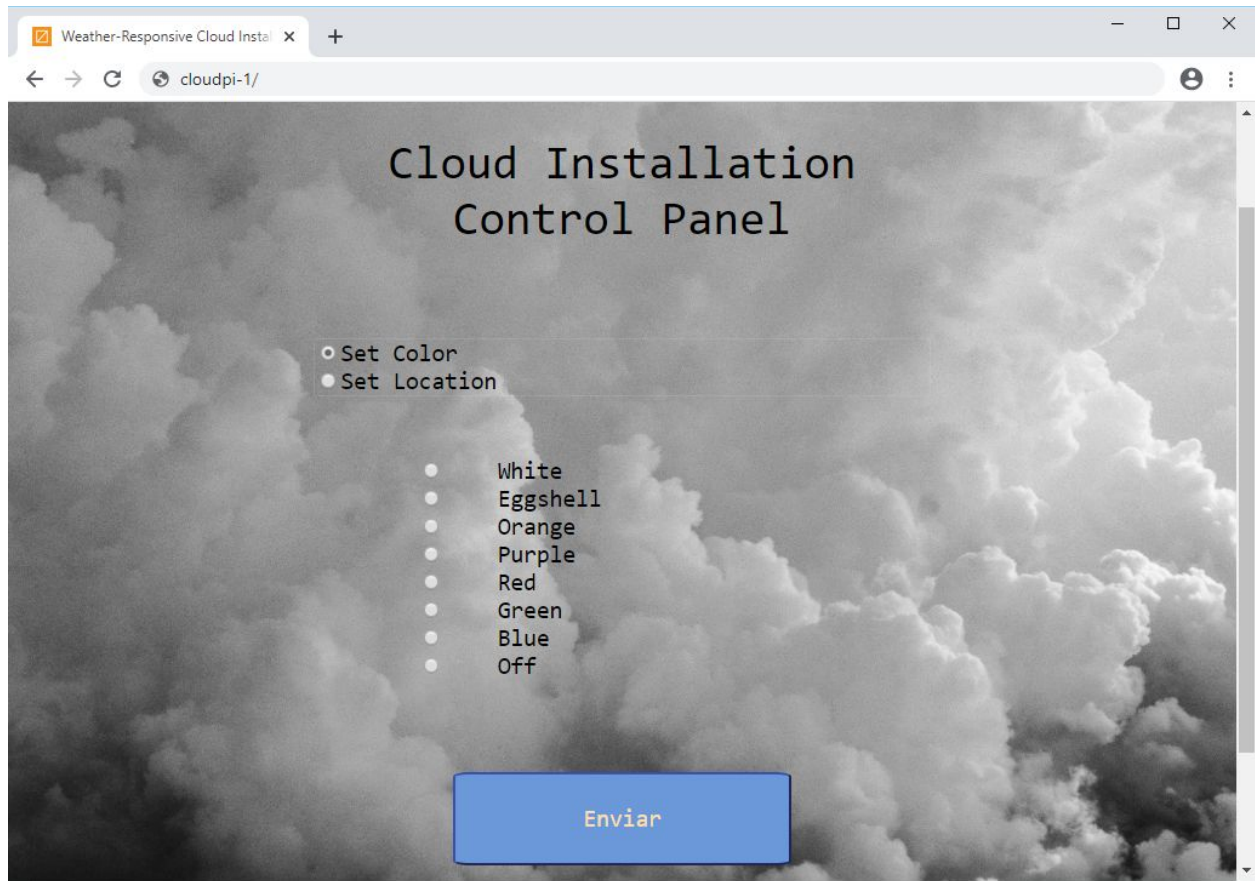 Weather-Responsive Cloud Instal
cloudpi-1/
Cloud Installation
Control Panel
Set Color
Set Location
White
Eggshell
Orange
Purple
Red
Green
Blue
Off
Enviar